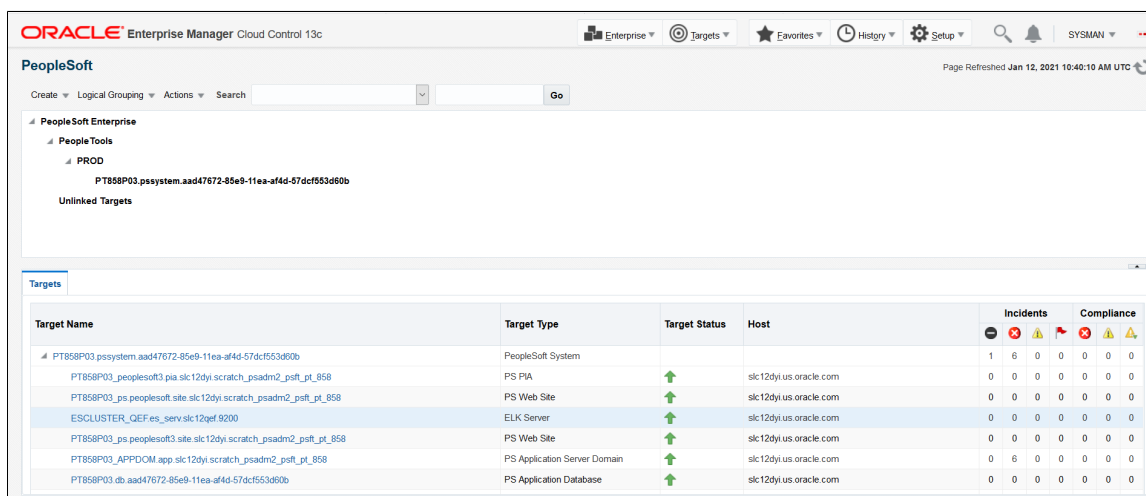 ORACLE Enterprise Manager Cloud Control 13c Enterprise Targets Favorites History Setup SYSMAN
PeopleSoft
Page Refreshed Jan 12, 2021 10:40:10 AM UTC
Create Logical Grouping Actions Search Go
PeopleSoft Enterprise
PeopleTools
PROD
PT858P03.pssystem.aad47672-85e9-11ea-af4d-57dcf553d60b
Unlinked Targets
Targets
Target Name Target Type Target Status Host Incidents Compliance
PT858P03.pssystem.aad47672-85e9-11ea-af4d-57dcf553d60b PeopleSoft System 1 6 0 0 0 0 0
PT858P03_peoplesoft3.pia.slc12dyi.scratch_psadm2_psft_pt_858 PS PIA slc12dyi.us.oracle.com 0 0 0 0 0 0 0
PT858P03_ps.peoplesoft.site.slc12dyi.scratch_psadm2_psft_pt_858 PS Web Site slc12dyi.us.oracle.com 0 0 0 0 0 0 0
ESCLUSTER_QEF.es_serv.slc12qef.9200 ELK Server slc12dyi.us.oracle.com 0 0 0 0 0 0 0
PT858P03_ps.peoplesoft3.site.slc12dyi.scratch_psadm2_psft_pt_858 PS Web Site slc12dyi.us.oracle.com 0 0 0 0 0 0 0
PT858P03_APPDOM.app.slc12dyi.scratch_psadm2_psft_pt_858 PS Application Server Domain slc12dyi.us.oracle.com 0 6 0 0 0 0 0
PT858P03.db.aad47672-85e9-11ea-af4d-57dcf553d60b PS Application Database slc12dyi.us.oracle.com 0 0 0 0 0 0 0